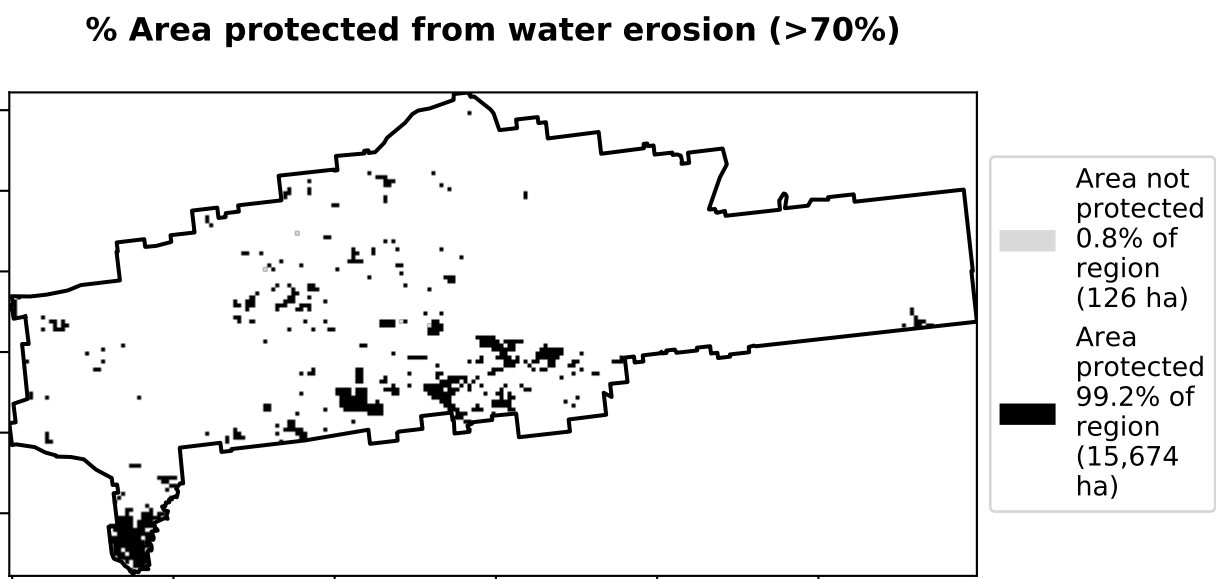 % Area protected from water erosion (>70%)
Area not
protected
0.8% of
region
(126 ha)
Area
protected
99.2% of
region
(15,674
ha)